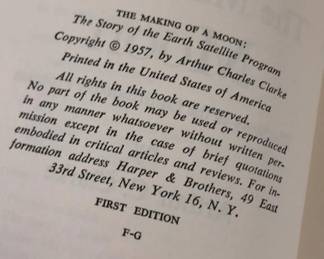 THE MAKING OF A MOON:
The Story of the Earth Satellite Program
Copyright © 1957, by Arthur Charles Clarke
Printed in the United States of America
All rights in this book are reserved.
No part of the book may be used or reproduced
in any manner whatsoever without written per-
mission except in the case of brief quotations
embodied in critical articles and reviews. For in-
formation address Harper & Brothers, 49 East
33rd Street, New York 16, N. Y.
FIRST EDITION
F-G